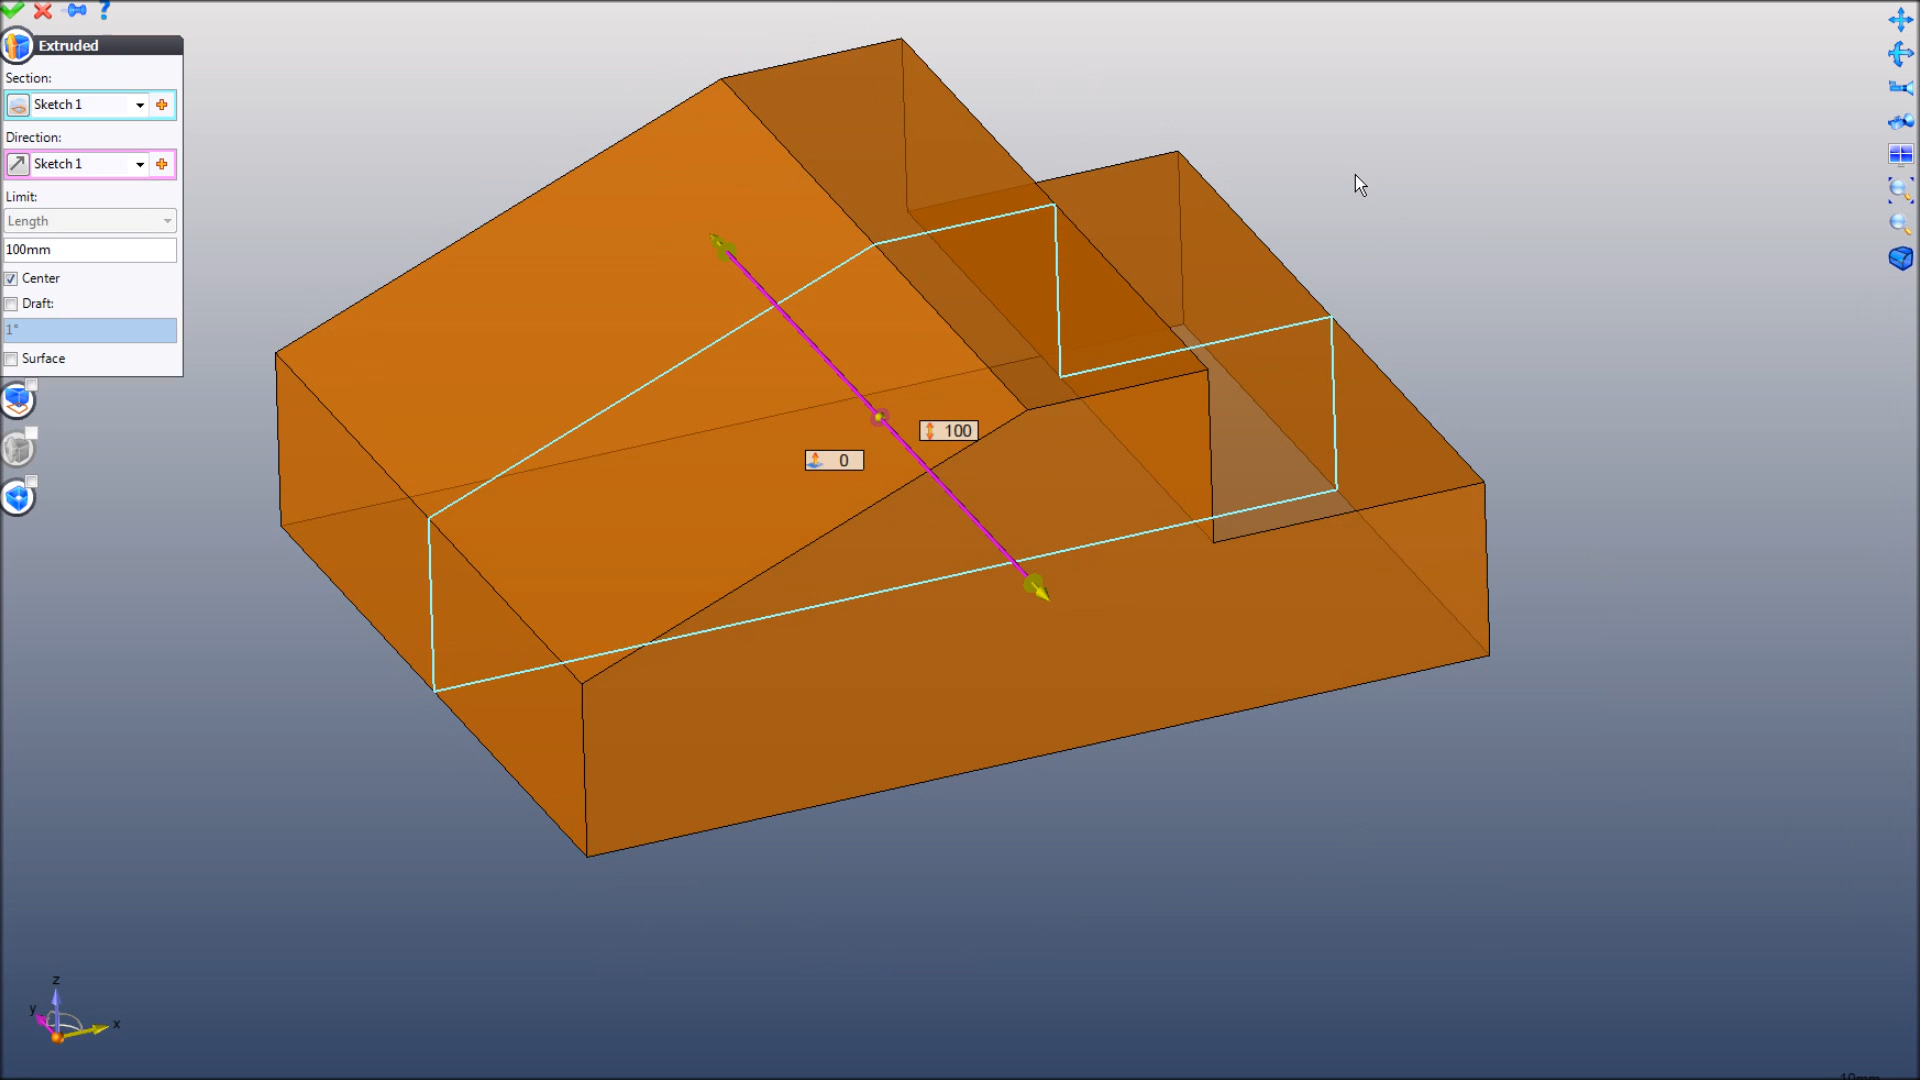 Extruded
Section:
Sketch 1
Direction:
Sketch 1
Limit:
Length
100mm
Center
Draft:
1°
Surface
100
0
z
y
x